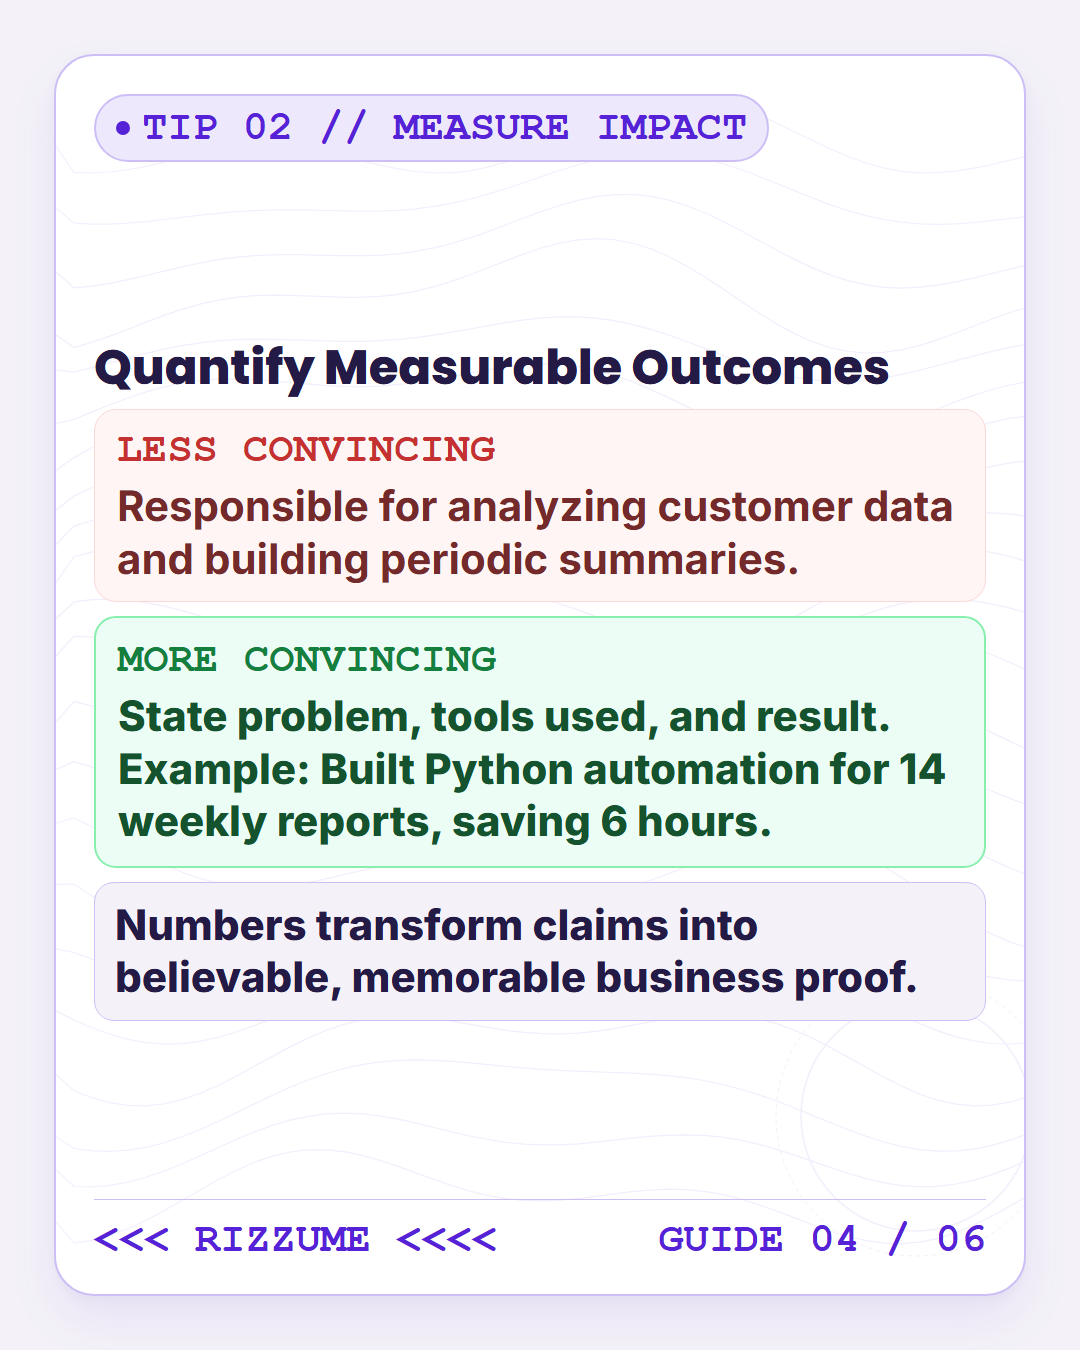 • TIP 02 // MEASURE IMPACT
Quantify Measurable Outcomes
LESS CONVINCING
Responsible for analyzing customer data
and building periodic summaries.
MORE CONVINCING
State problem, tools used, and result.
Example: Built Python automation for 14
weekly reports, saving 6 hours.
Numbers transform claims into
believable, memorable business proof.
<<< RIZZUME <<<<
GUIDE 04 / 06